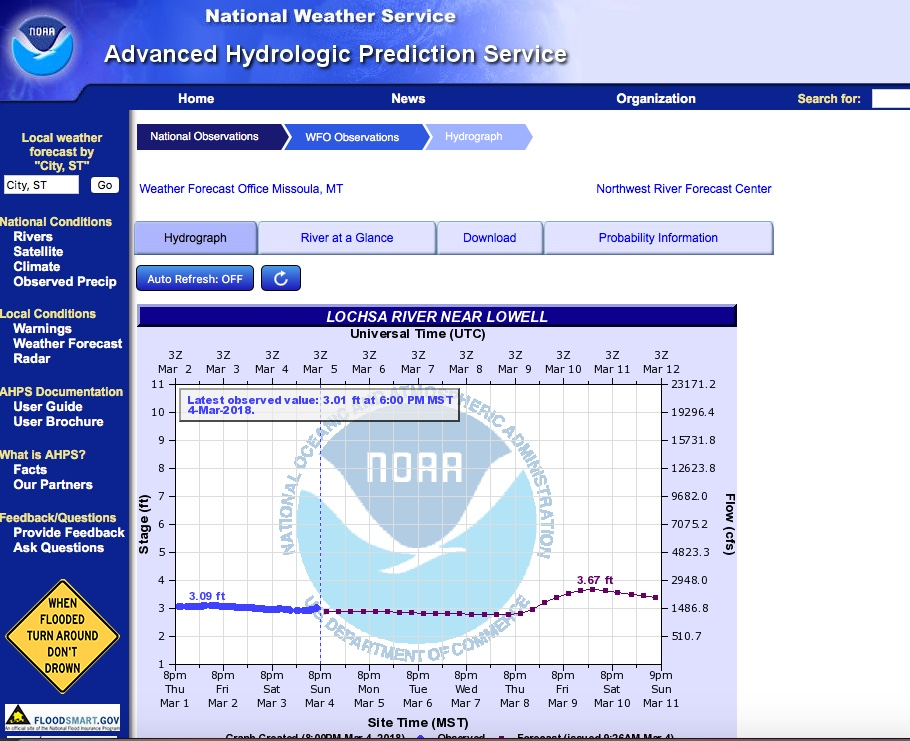 National Weather Service
NOAA
Advanced Hydrologic Prediction Service
Home News Organization Search for:
Local weather
forecast by
"City, ST"
City, ST Go
National Conditions
Rivers
Satellite
Climate
Observed Precip
Local Conditions
Warnings
Weather Forecast
Radar
AHPS Documentation
User Guide
User Brochure
What is AHPS?
Facts
Our Partners
Feedback/Questions
Provide Feedback
Ask Questions
WHEN
FLOODED
TURN AROUND
DON'T
DROWN
FLOODSMART.GOV
An official site of the National Flood Insurance Program
National Observations WFO Observations Hydrograph
Weather Forecast Office Missoula, MT Northwest River Forecast Center
Hydrograph River at a Glance Download Probability Information
Auto Refresh: OFF
LOCHSA RIVER NEAR LOWELL
Universal Time (UTC)
3Z 3Z 3Z 3Z 3Z 3Z 3Z 3Z 3Z 3Z 3Z
Mar 2 Mar 3 Mar 4 Mar 5 Mar 6 Mar 7 Mar 8 Mar 9 Mar 10 Mar 11 Mar 12
11 23171.2
Latest observed value: 3.01 ft at 6:00 PM MST
4-Mar-2018.
10 19296.4
9 15731.8
8 12623.8
7 9682.0
6 7075.2
5 4823.3
4 2948.0
3 1486.8
2 510.7
1
Stage (ft)
Flow (cfs)
NOAA
NATIONAL OCEANIC AND ATMOSPHERIC ADMINISTRATION
U.S. DEPARTMENT OF COMMERCE
3.09 ft
3.67 ft
8pm 8pm 8pm 8pm 8pm 8pm 8pm 8pm 8pm 8pm 9pm
Thu Fri Sat Sun Mon Tue Wed Thu Fri Sat Sun
Mar 1 Mar 2 Mar 3 Mar 4 Mar 5 Mar 6 Mar 7 Mar 8 Mar 9 Mar 10 Mar 11
Site Time (MST)
Graph Created (8:00PM Mar 4, 2018) Observed Forecast (issued 9:26AM Mar 4)